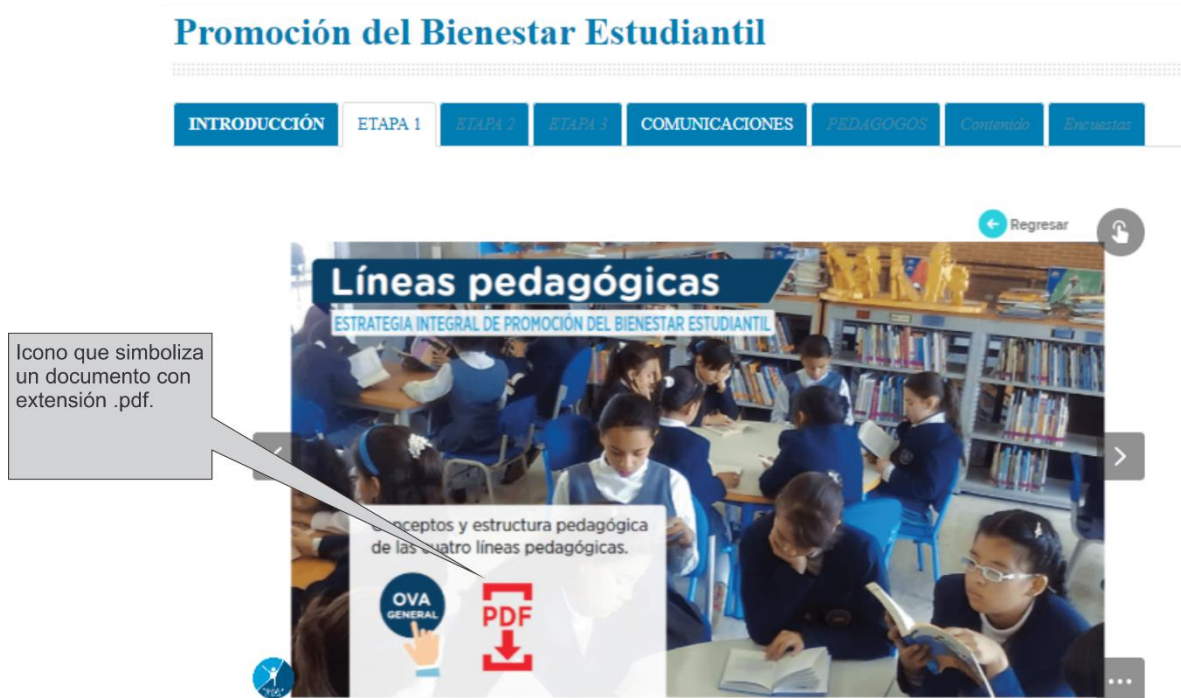 Promoción del Bienestar Estudiantil
INTRODUCCIÓN
ETAPA 1
ETAPA 2
ETAPA 3
COMUNICACIONES
PEDAGOGOS
Contenido
Encuestas
Regresar
Líneas pedagógicas
ESTRATEGIA INTEGRAL DE PROMOCIÓN DEL BIENESTAR ESTUDIANTIL
Icono que simboliza
un documento con
extensión .pdf.
Conceptos y estructura pedagógica
de las cuatro líneas pedagógicas.
OVA
GENERAL
PDF